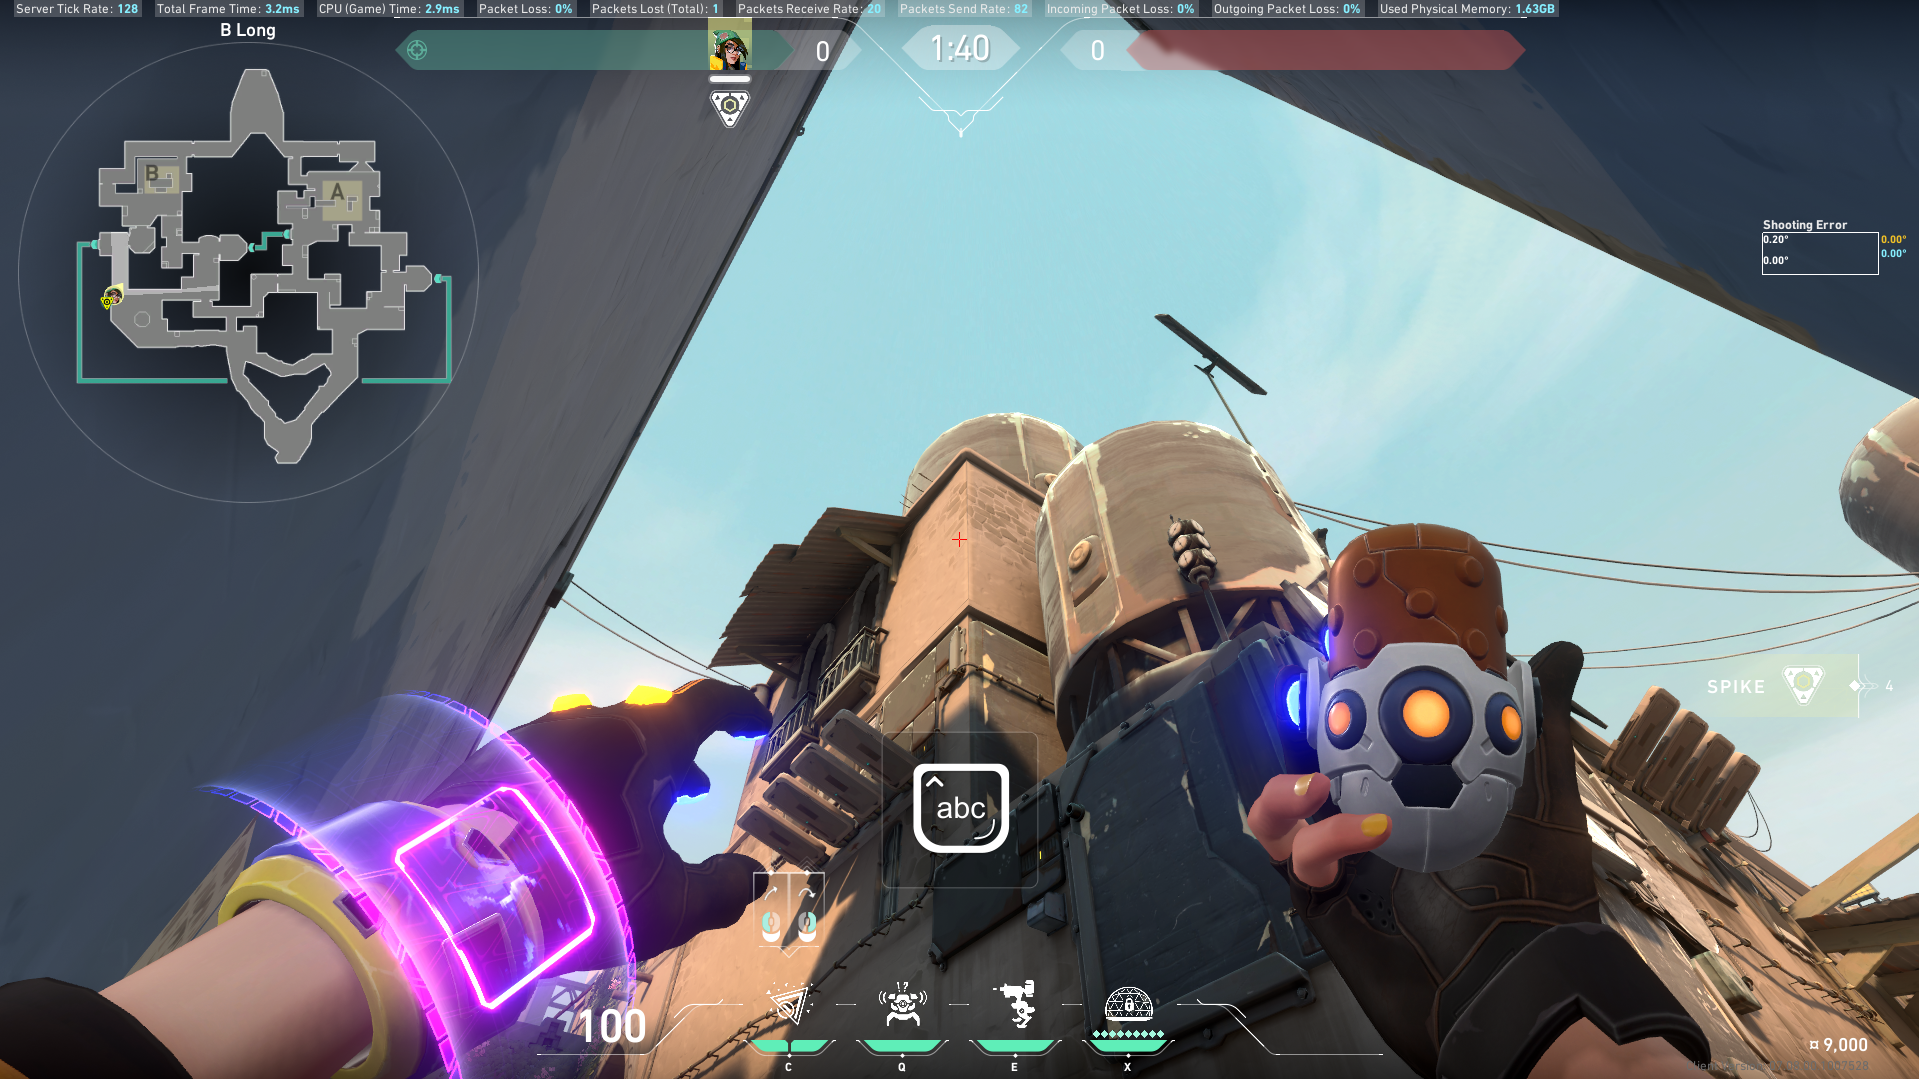 Server Tick Rate: 128 Total Frame Time: 3.2ms CPU (Game) Time: 2.9ms Packet Loss: 0% Packets Lost (Total): 1 Packets Receive Rate: 20 Packets Send Rate: 82 Incoming Packet Loss: 0% Outgoing Packet Loss: 0% Used Physical Memory: 1.63GB
B Long
0 1:40 0
B
A
Shooting Error
0.20° 0.00°
0.00°
0.00°
SPIKE 4
abc
100
C Q E X
¤ 9,000